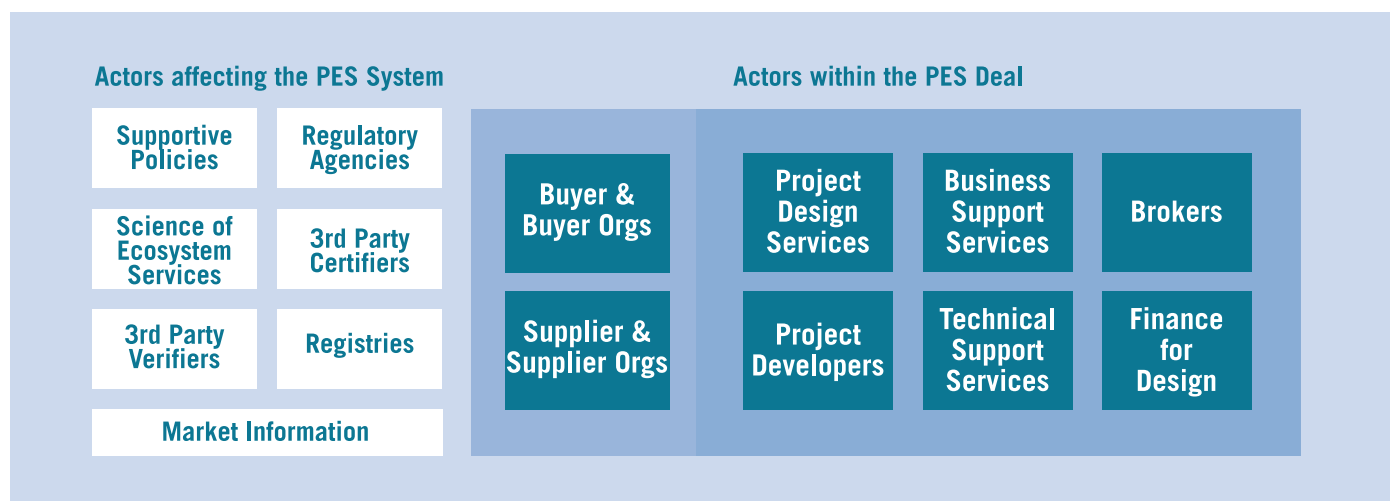 Actors affecting the PES System
Supportive
Policies
Regulatory
Agencies
Science of
Ecosystem
Services
3rd Party
Certifiers
3rd Party
Verifiers
Registries
Market Information
Actors within the PES Deal
Buyer &
Buyer Orgs
Supplier &
Supplier Orgs
Project
Design
Services
Business
Support
Services
Brokers
Project
Developers
Technical
Support
Services
Finance
for
Design